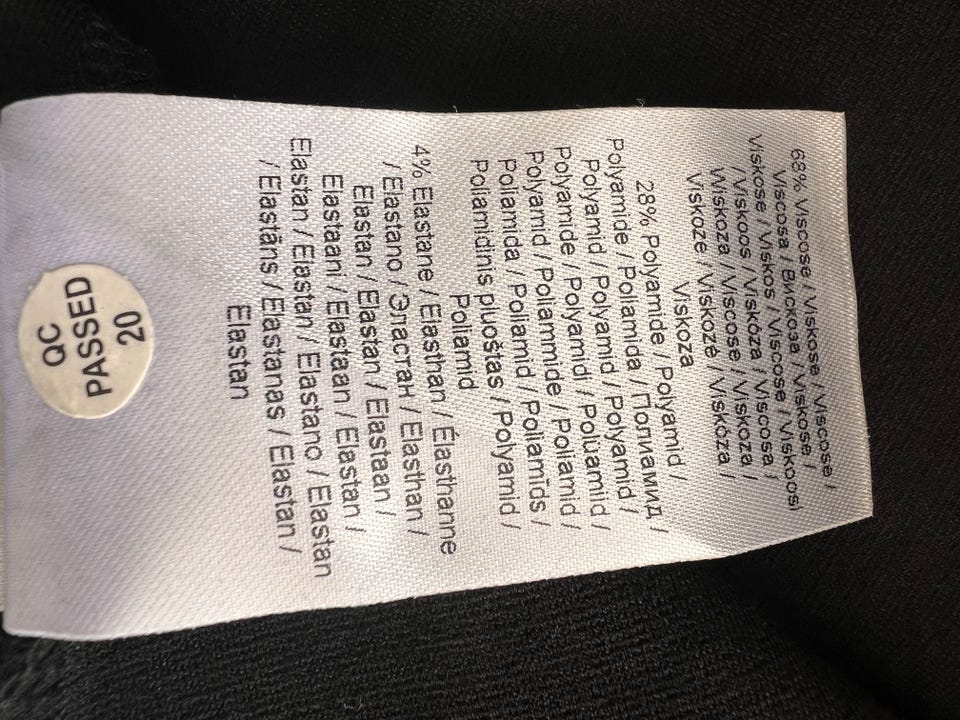 68% Viscose / Viskose / Viscose /
Viscosa / Вискоза / Viskose /
Viskose / Viskos / Viscose / Viskoosi
/ Viskoos / Viskóza / Viscosa /
Wiskoza / Viscose / Viskoza /
Viskozė / Viskoze / Viskóza /
Viskoza
28% Polyamide / Polyamid /
Polyamide / Poliamida / Полиамид /
Polyamid / Polyamid / Polyamid /
Polyamide / Polyamidi / Poluamiid /
Polyamid / Poliammide / Poliamid /
Poliamida / Poliamid / Poliamīds /
Poliamidinis pluoštas / Polyamid /
Poliamid
4% Elastane / Elasthan / Élasthanne
/ Elastano / Эластан / Elasthan /
Elastan / Elastan / Elastaan /
Elastaani / Elastaan / Elastan /
Elastan / Elastan / Elastano / Elastan
/ Elastāns / Elastanas / Elastan /
Elastan
QC
PASSED
20